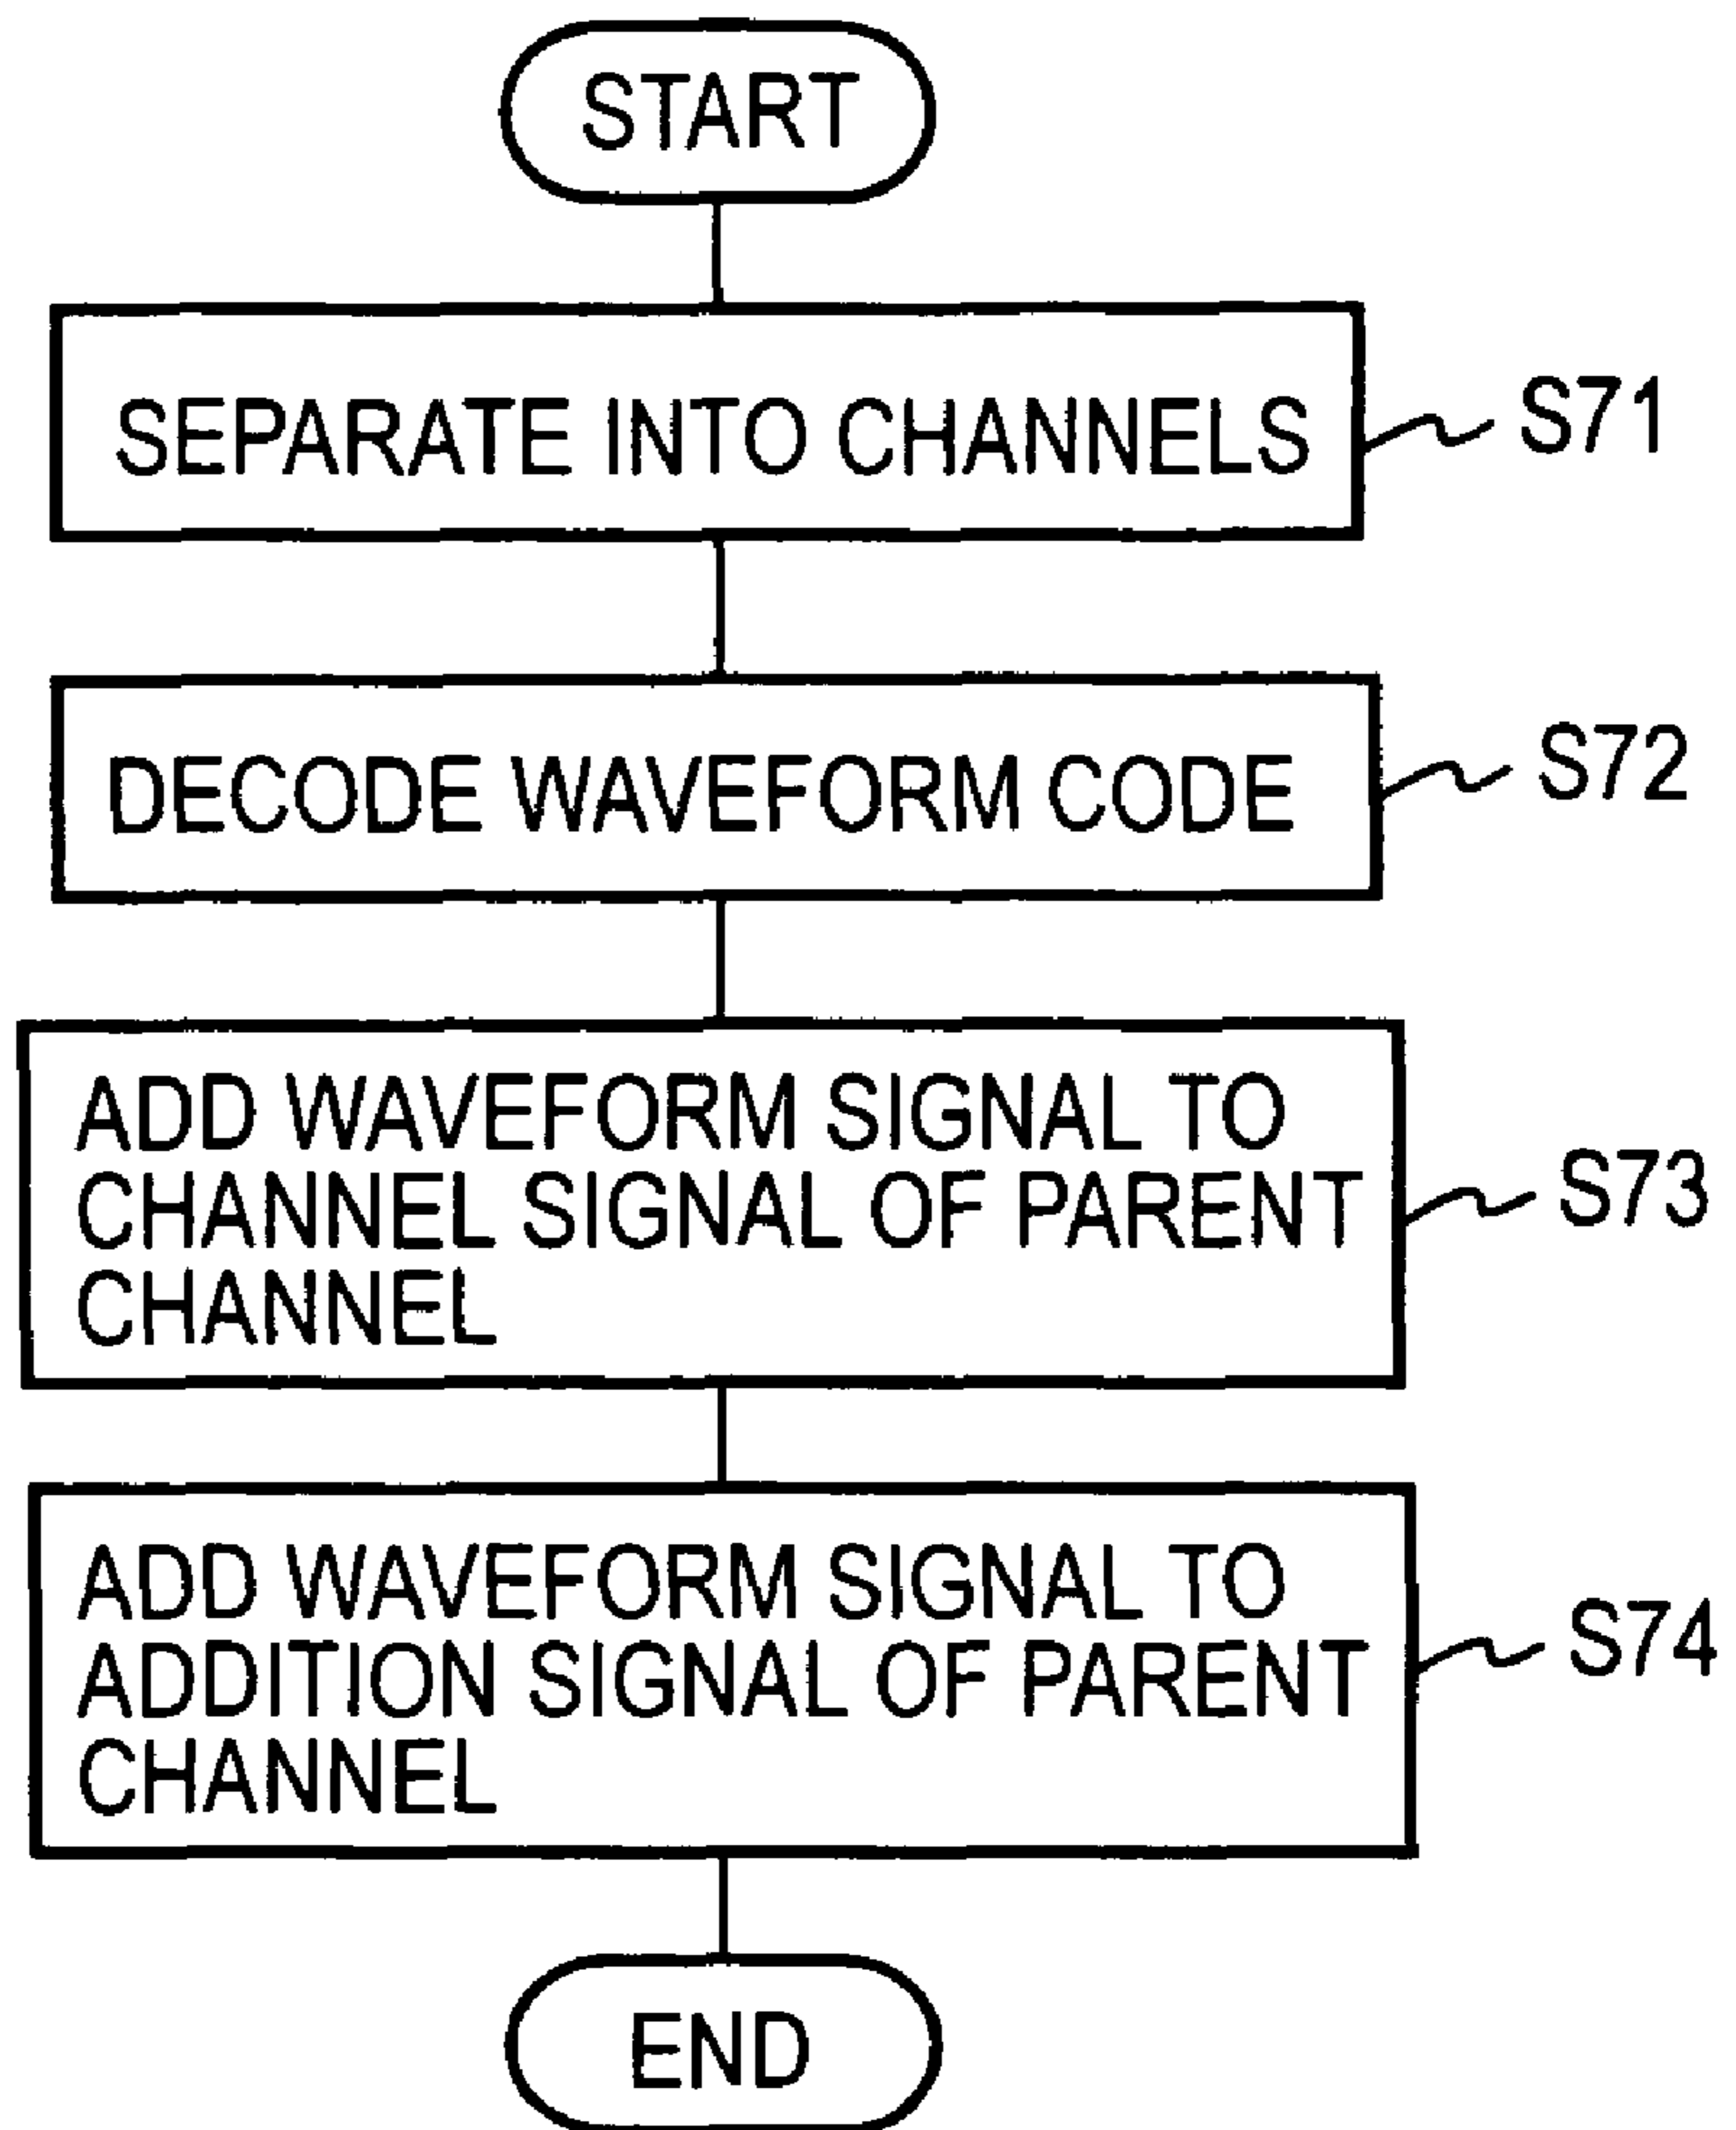 START
SEPARATE INTO CHANNELS
S71
DECODE WAVEFORM CODE
S72
ADD WAVEFORM SIGNAL TO
CHANNEL SIGNAL OF PARENT
CHANNEL
S73
ADD WAVEFORM SIGNAL TO
ADDITION SIGNAL OF PARENT
CHANNEL
S74
END